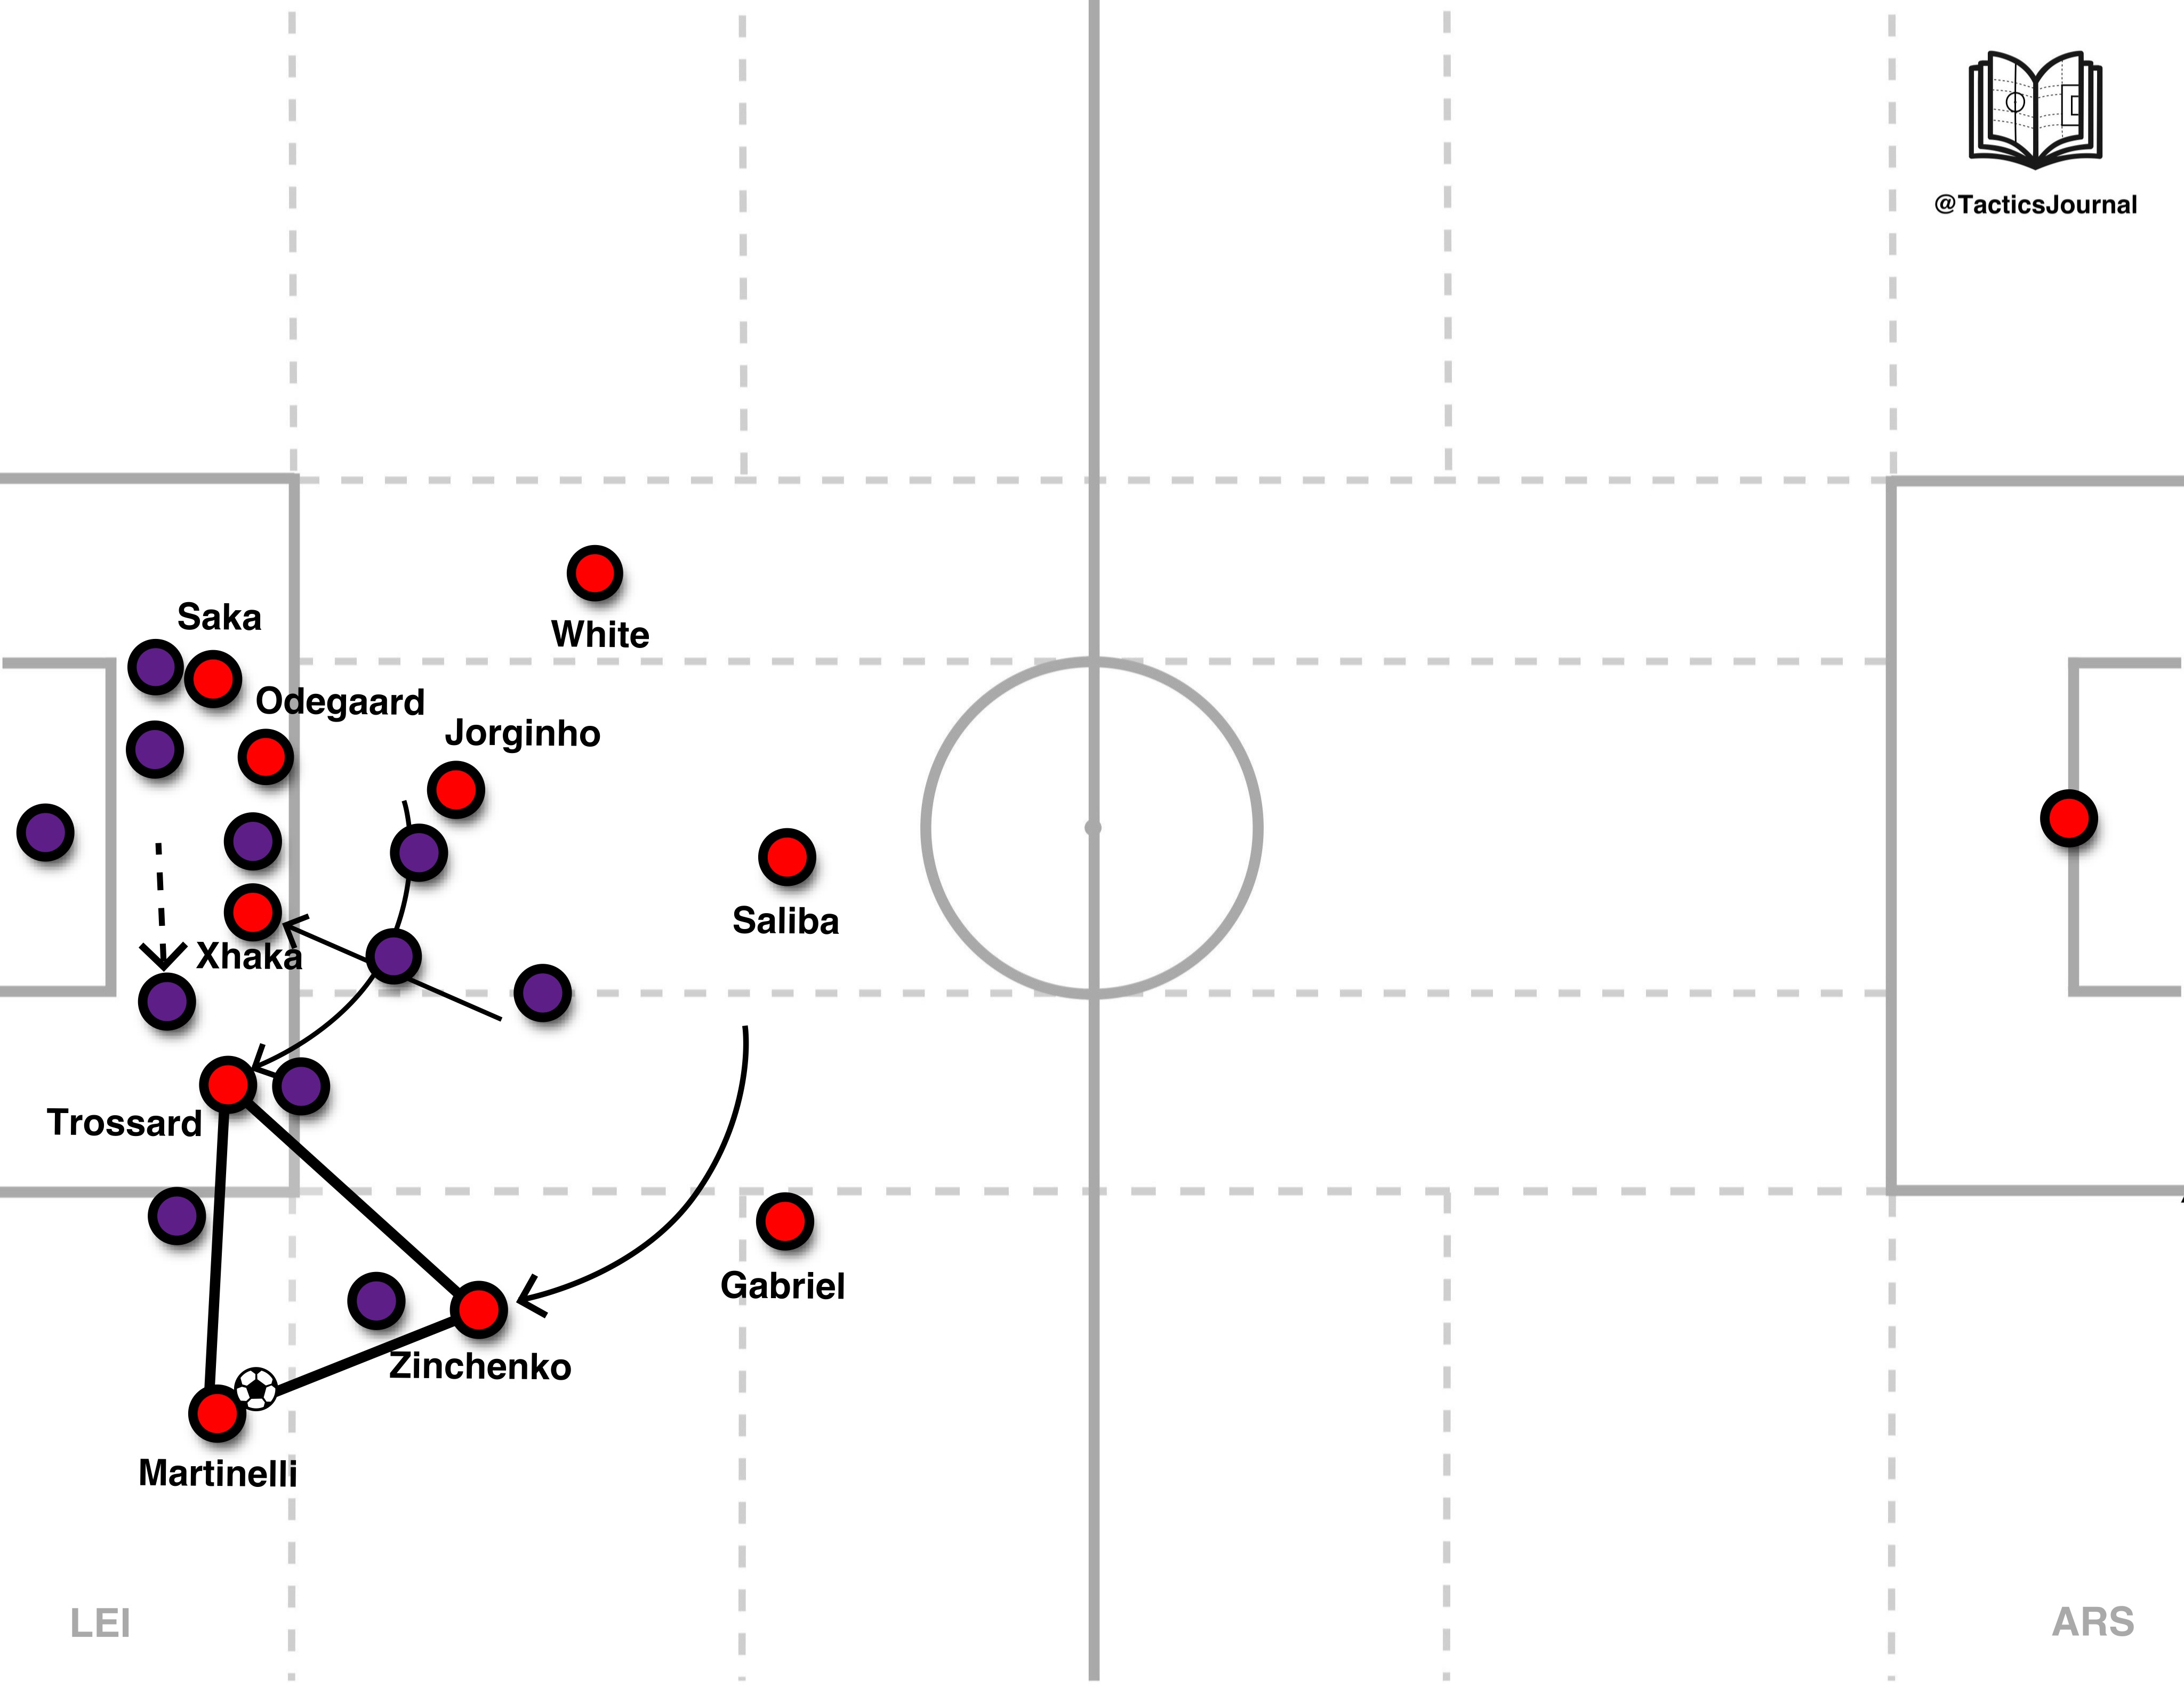 @TacticsJournal
Saka
White
Odegaard
Jorginho
Saliba
Xhaka
Trossard
Gabriel
Zinchenko
Martinelli
LEI
ARS